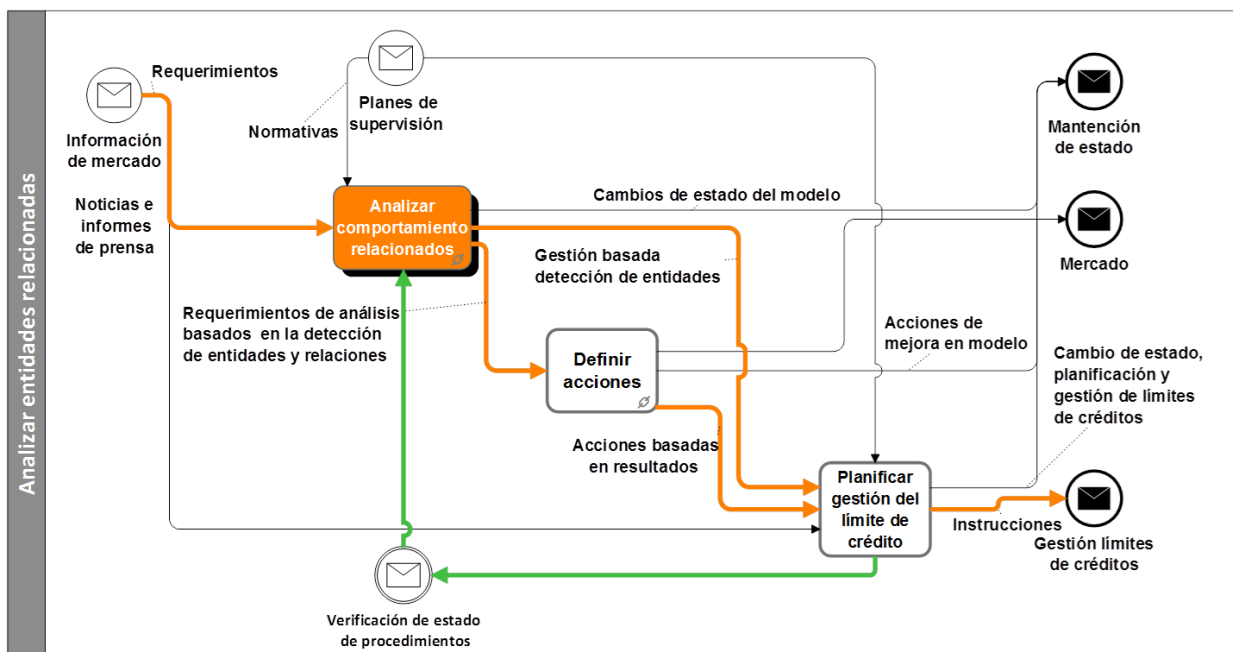 Analizar entidades relacionadas
Requerimientos
Información
de mercado
Noticias e
informes
de prensa
Normativas
Planes de
supervisión
Analizar
comportamiento
relacionados
Cambios de estado del modelo
Gestión basada
detección de entidades
Requerimientos de análisis
basados en la detección
de entidades y relaciones
Definir
acciones
Acciones basadas
en resultados
Acciones de
mejora en modelo
Mantención
de estado
Mercado
Cambio de estado,
planificación y
gestión de límites
de créditos
Planificar
gestión del
límite de
crédito
Instrucciones
Gestión límites
de créditos
Verificación de estado
de procedimientos